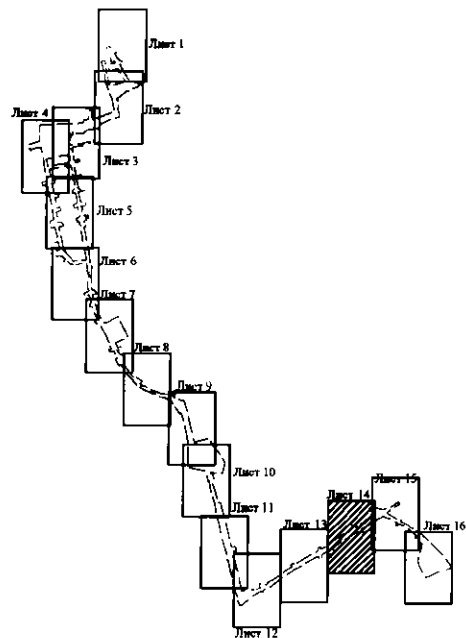 Лист 1
Лист 2
Лист 4
Лист 3
Лист 5
Лист 6
Лист 7
Лист 8
Лист 9
Лист 10
Лист 11
Лист 12
Лист 13
Лист 14
Лист 15
Лист 16